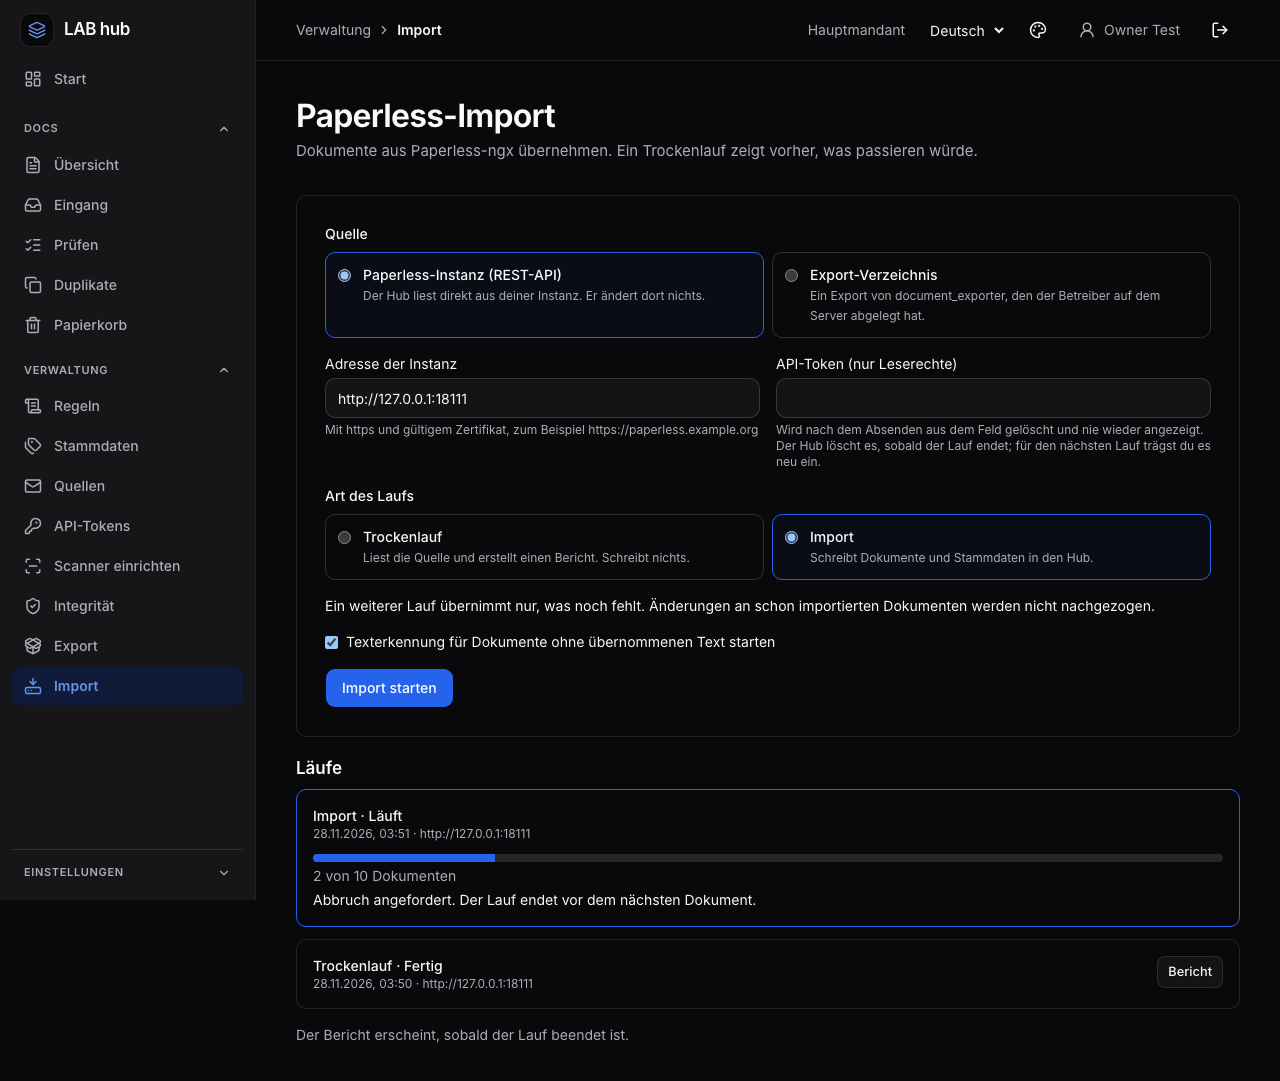 LAB hub
Start
DOCS
Übersicht
Eingang
Prüfen
Duplikate
Papierkorb
VERWALTUNG
Regeln
Stammdaten
Quellen
API-Tokens
Scanner einrichten
Integrität
Export
Import
EINSTELLUNGEN
Verwaltung > Import
Hauptmandant
Deutsch
Owner Test
Paperless-Import
Dokumente aus Paperless-ngx übernehmen. Ein Trockenlauf zeigt vorher, was passieren würde.
Quelle
Paperless-Instanz (REST-API)
Der Hub liest direkt aus deiner Instanz. Er ändert dort nichts.
Export-Verzeichnis
Ein Export von document_exporter, den der Betreiber auf dem
Server abgelegt hat.
Adresse der Instanz
http://127.0.0.1:18111
Mit https und gültigem Zertifikat, zum Beispiel https://paperless.example.org
API-Token (nur Leserechte)
Wird nach dem Absenden aus dem Feld gelöscht und nie wieder angezeigt.
Der Hub löscht es, sobald der Lauf endet; für den nächsten Lauf trägst du es
neu ein.
Art des Laufs
Trockenlauf
Liest die Quelle und erstellt einen Bericht. Schreibt nichts.
Import
Schreibt Dokumente und Stammdaten in den Hub.
Ein weiterer Lauf übernimmt nur, was noch fehlt. Änderungen an schon importierten Dokumenten werden nicht nachgezogen.
Texterkennung für Dokumente ohne übernommenen Text starten
Import starten
Läufe
Import · Läuft
28.11.2026, 03:51 · http://127.0.0.1:18111
2 von 10 Dokumenten
Abbruch angefordert. Der Lauf endet vor dem nächsten Dokument.
Trockenlauf · Fertig
28.11.2026, 03:50 · http://127.0.0.1:18111
Bericht
Der Bericht erscheint, sobald der Lauf beendet ist.